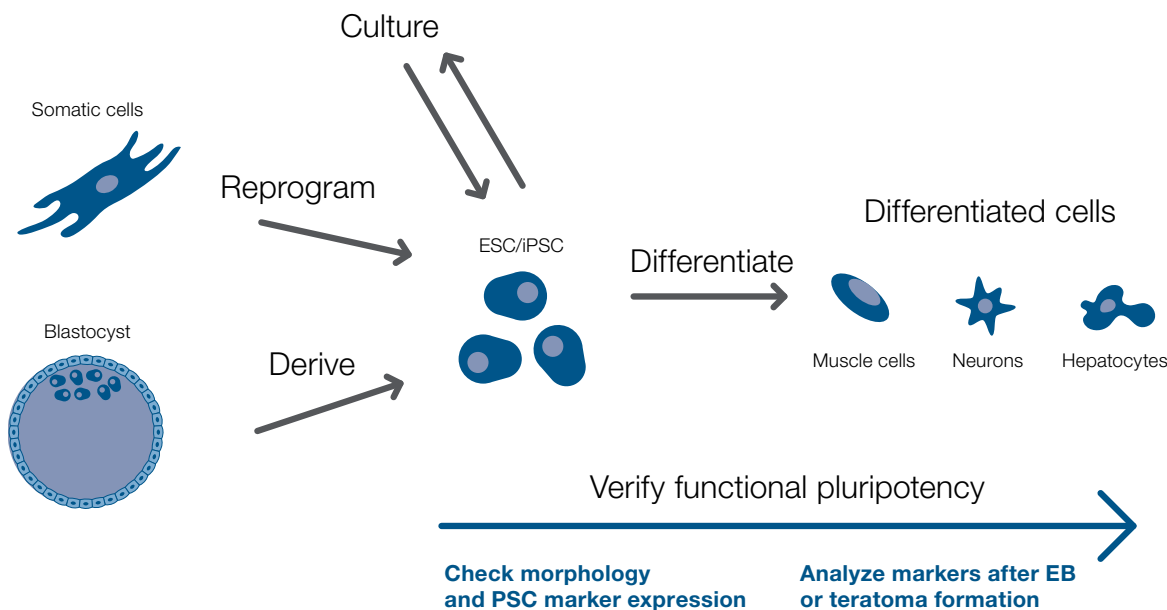 Culture
Somatic cells
Reprogram
Differentiated cells
ESC/iPSC
Differentiate
Blastocyst
Derive
Muscle cells
Neurons
Hepatocytes
Verify functional pluripotency
Check morphology
and PSC marker expression
Analyze markers after EB
or teratoma formation